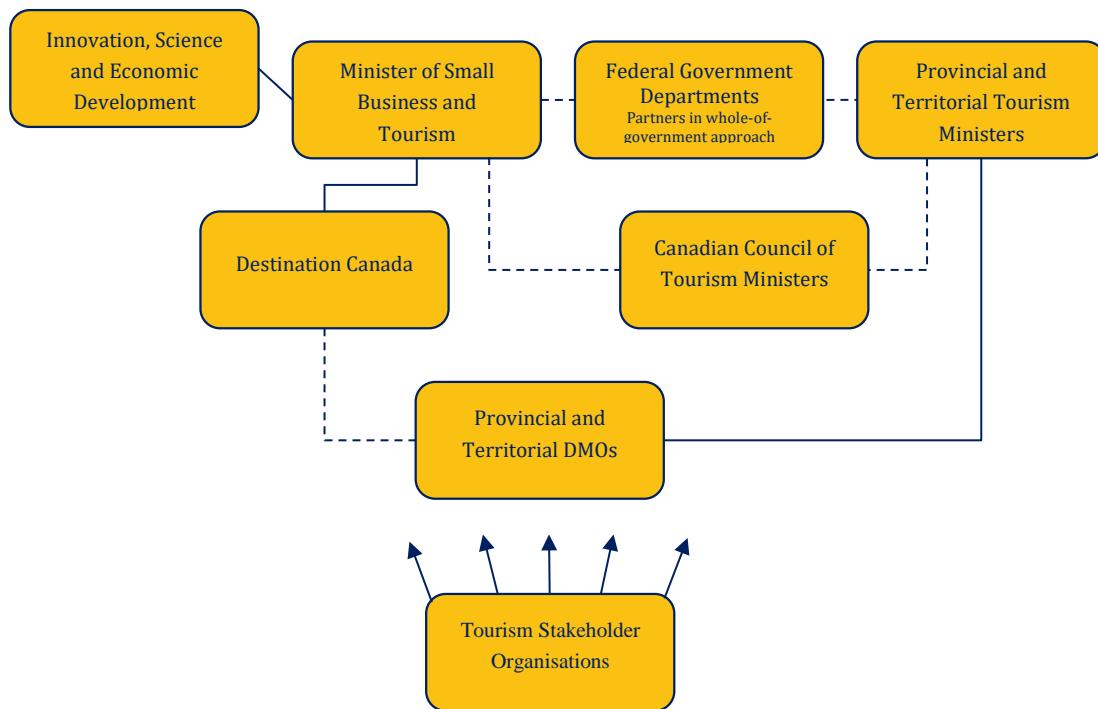 Innovation, Science
and Economic
Development
Minister of Small
Business and
Tourism
Federal Government
Departments
Partners in whole-of-
government approach
Provincial and
Territorial Tourism
Ministers
Destination Canada
Canadian Council of
Tourism Ministers
Provincial and
Territorial DMOs
Tourism Stakeholder
Organisations